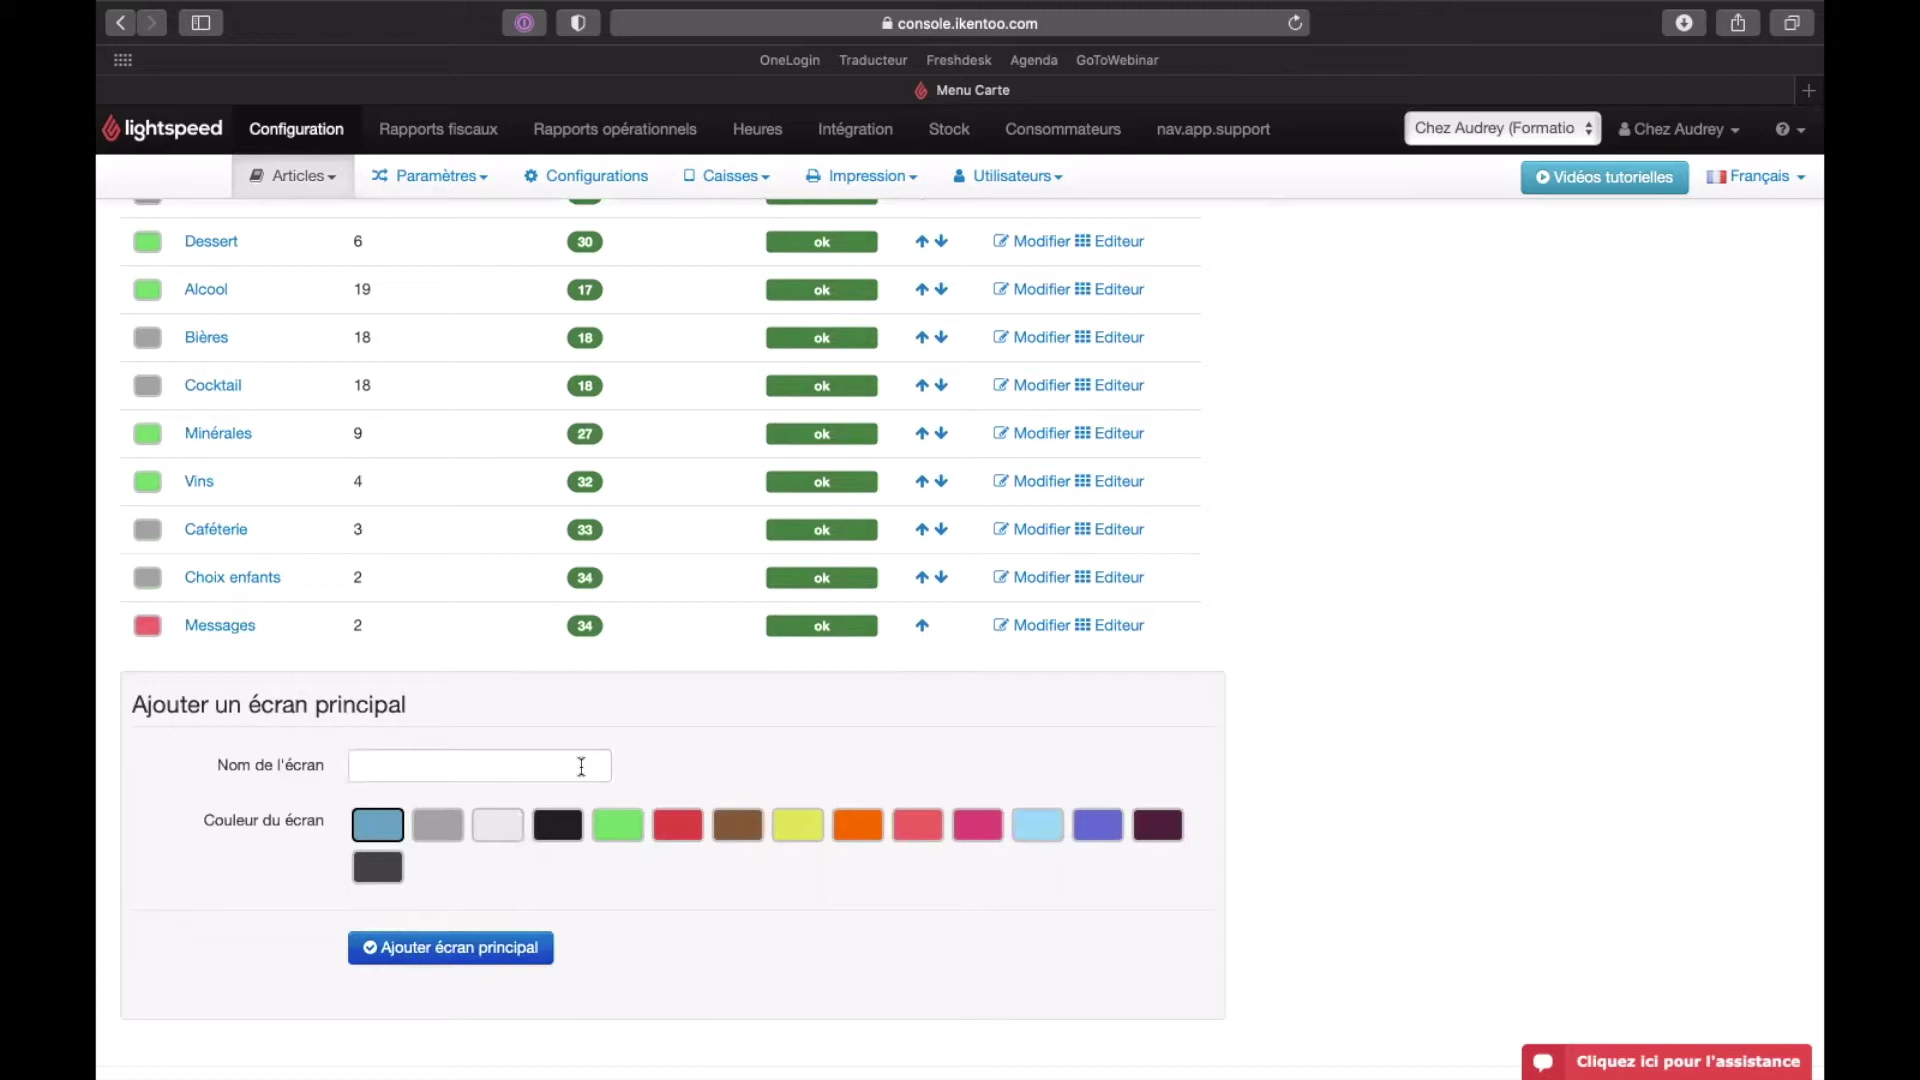 console.ikentoo.com
OneLogin Traducteur Freshdesk Agenda GoToWebinar
Menu Carte
lightspeed Configuration Rapports fiscaux Rapports opérationnels Heures Intégration Stock Consommateurs nav.app.support Chez Audrey (Formatio Chez Audrey
Articles Paramètres Configurations Caisses Impression Utilisateurs Vidéos tutorielles Français
Dessert 6 30 ok Modifier Editeur
Alcool 19 17 ok Modifier Editeur
Bières 18 18 ok Modifier Editeur
Cocktail 18 18 ok Modifier Editeur
Minérales 9 27 ok Modifier Editeur
Vins 4 32 ok Modifier Editeur
Caféterie 3 33 ok Modifier Editeur
Choix enfants 2 34 ok Modifier Editeur
Messages 2 34 ok Modifier Editeur
Ajouter un écran principal
Nom de l'écran
Couleur du écran
Ajouter écran principal
Cliquez ici pour l'assistance